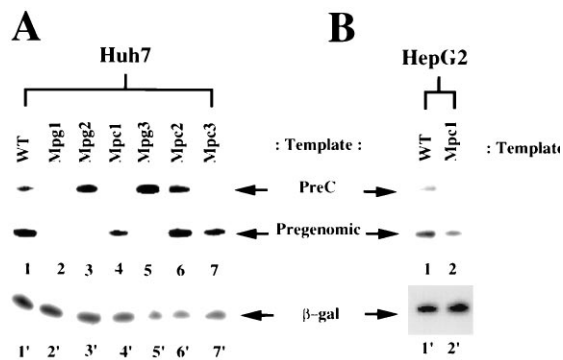 A
B
Huh7
HepG2
WT Mpg1 Mpg2 Mpc1 Mpg3 Mpc2 Mpc3
: Template :
WT Mpc1
: Template
PreC
Pregenomic
1 2 3 4 5 6 7
1 2
β-gal
1' 2' 3' 4' 5' 6' 7'
1' 2'